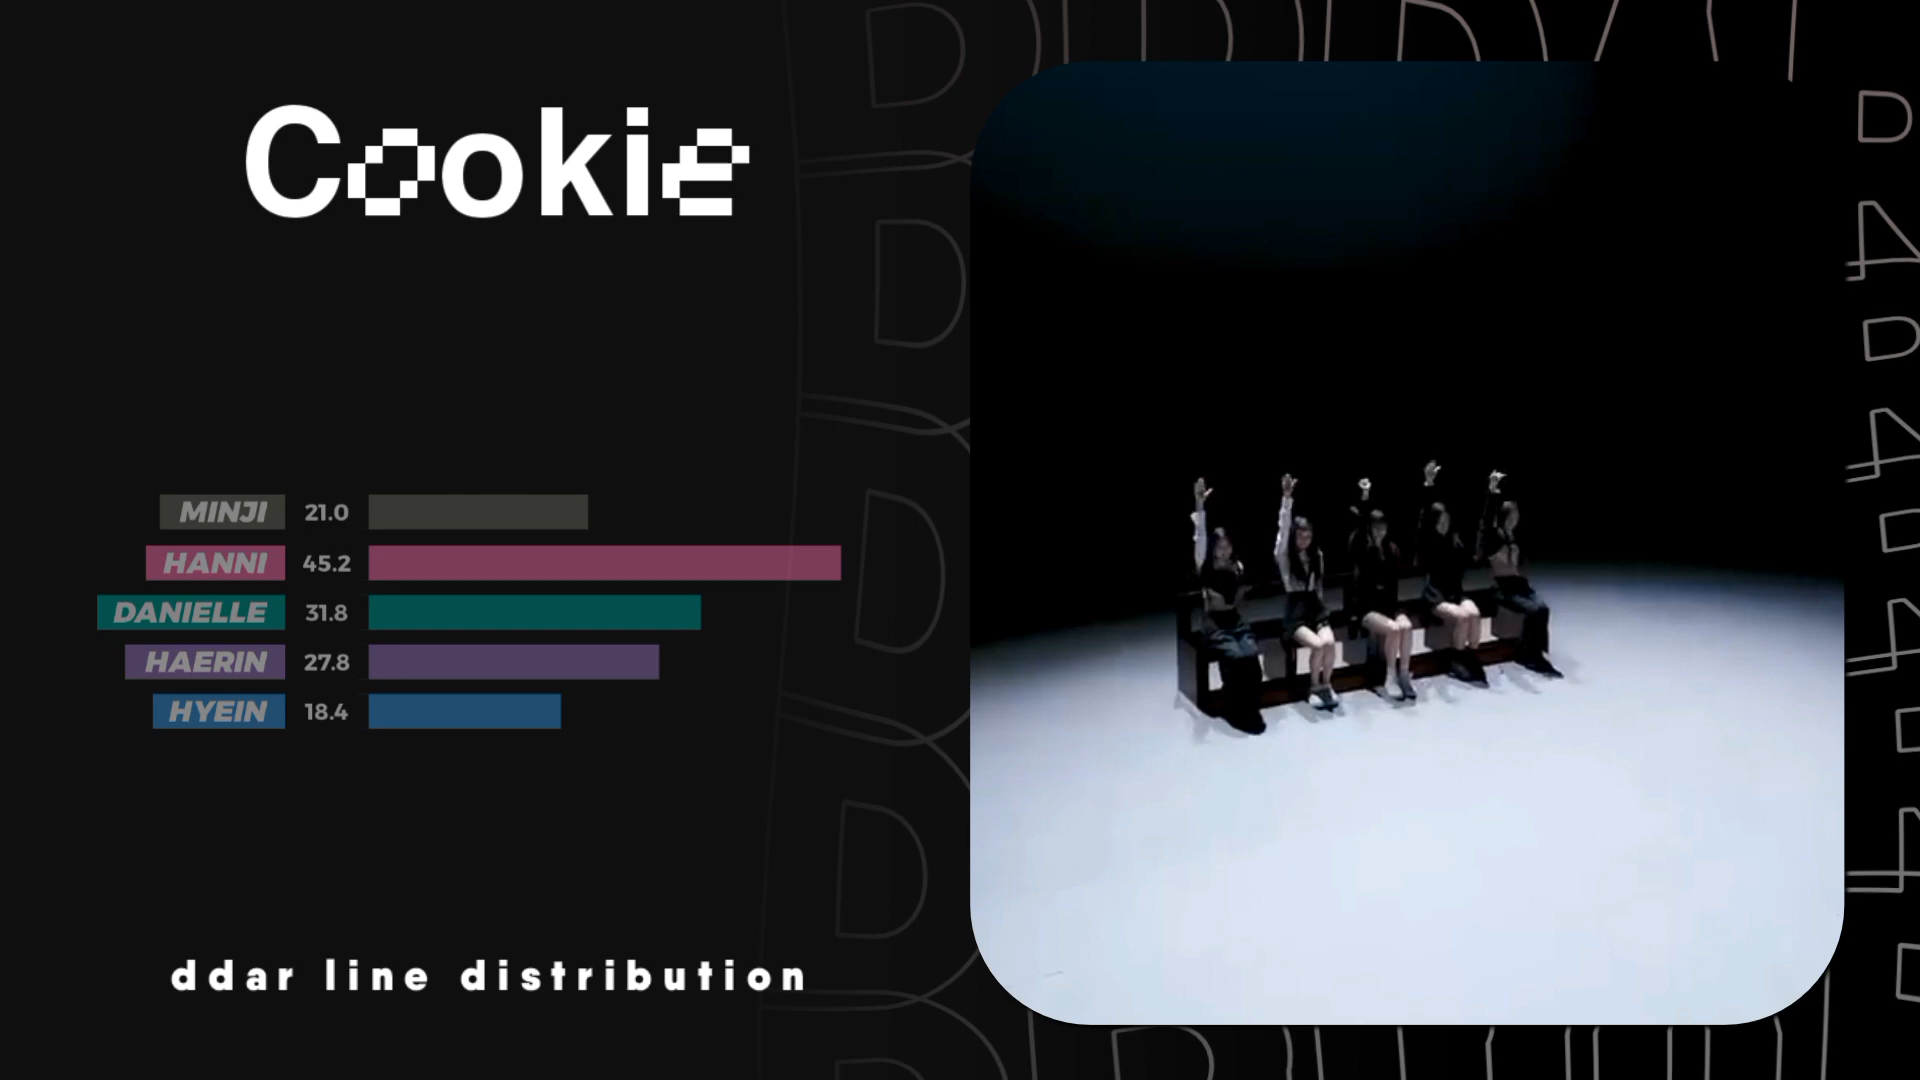 Cookie
MINJI 21.0
HANNI 45.2
DANIELLE 31.8
HAERIN 27.8
HYEIN 18.4
ddar line distribution